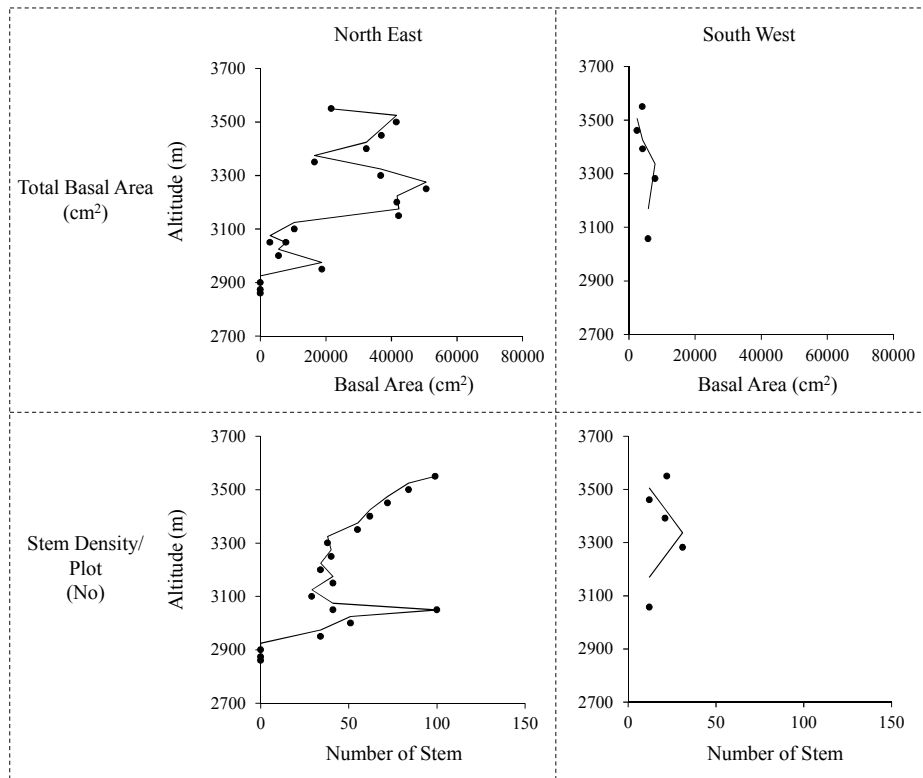 North East
South West
Total Basal Area
(cm²)
Altitude (m)
3700
3500
3300
3100
2900
2700
0 20000 40000 60000 80000
Basal Area (cm²)
3700
3500
3300
3100
2900
2700
0 20000 40000 60000 80000
Basal Area (cm²)
Stem Density/
Plot
(No)
Altitude (m)
3700
3500
3300
3100
2900
2700
0 50 100 150
Number of Stem
3700
3500
3300
3100
2900
2700
0 50 100 150
Number of Stem